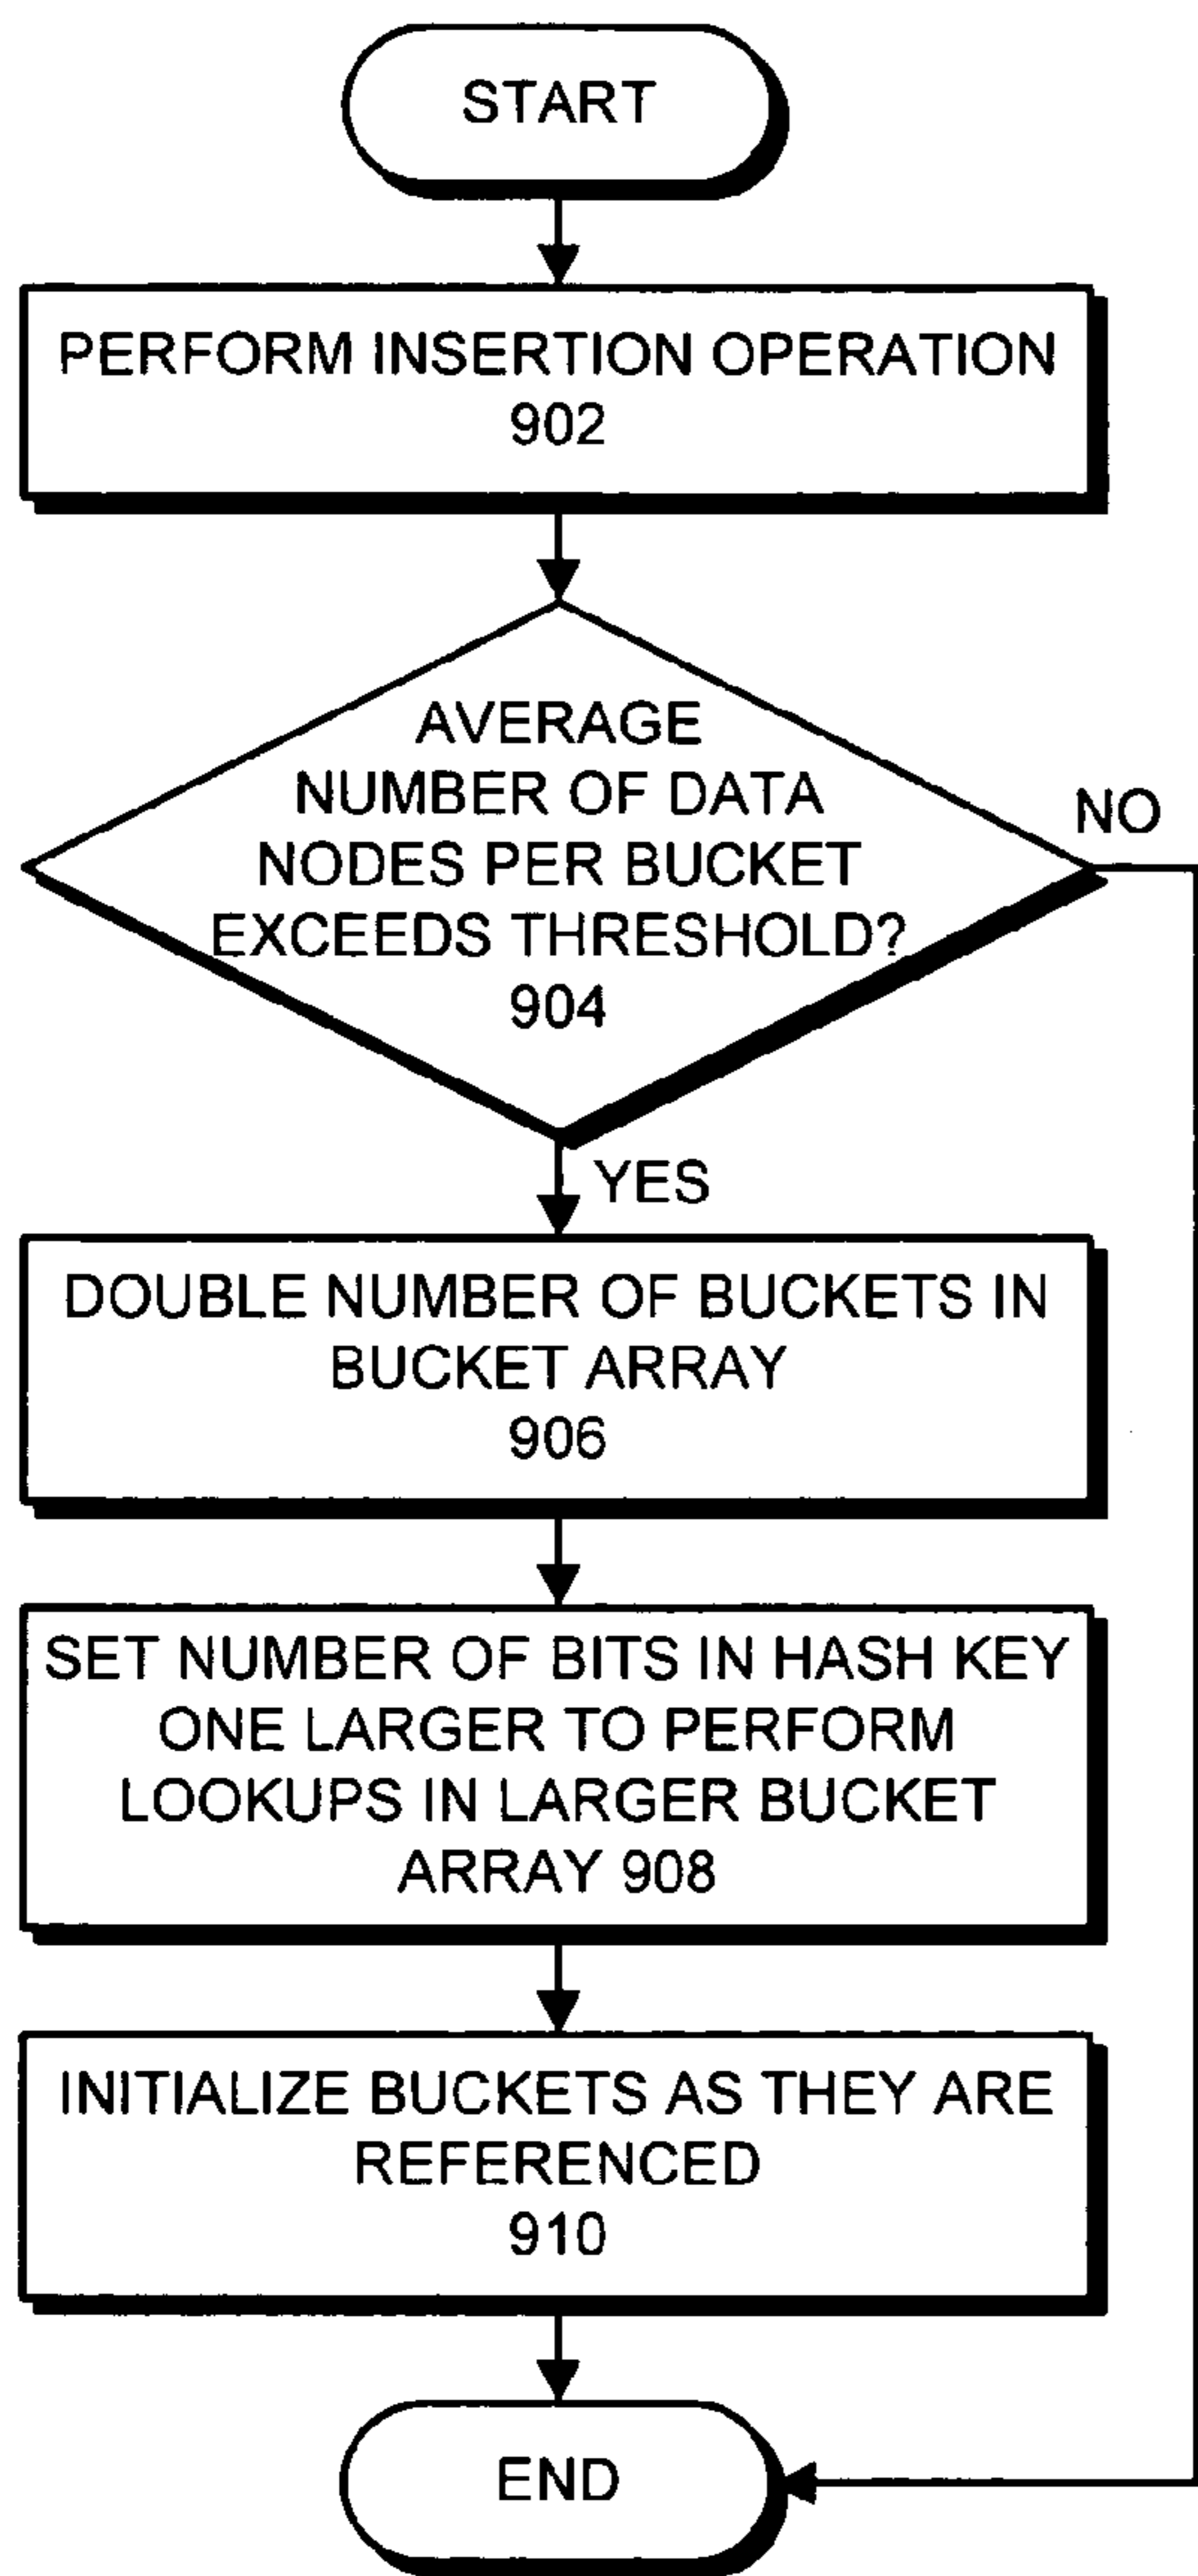 START
PERFORM INSERTION OPERATION
902
AVERAGE
NUMBER OF DATA
NODES PER BUCKET
EXCEEDS THRESHOLD?
904
NO
YES
DOUBLE NUMBER OF BUCKETS IN
BUCKET ARRAY
906
SET NUMBER OF BITS IN HASH KEY
ONE LARGER TO PERFORM
LOOKUPS IN LARGER BUCKET
ARRAY 908
INITIALIZE BUCKETS AS THEY ARE
REFERENCED
910
END